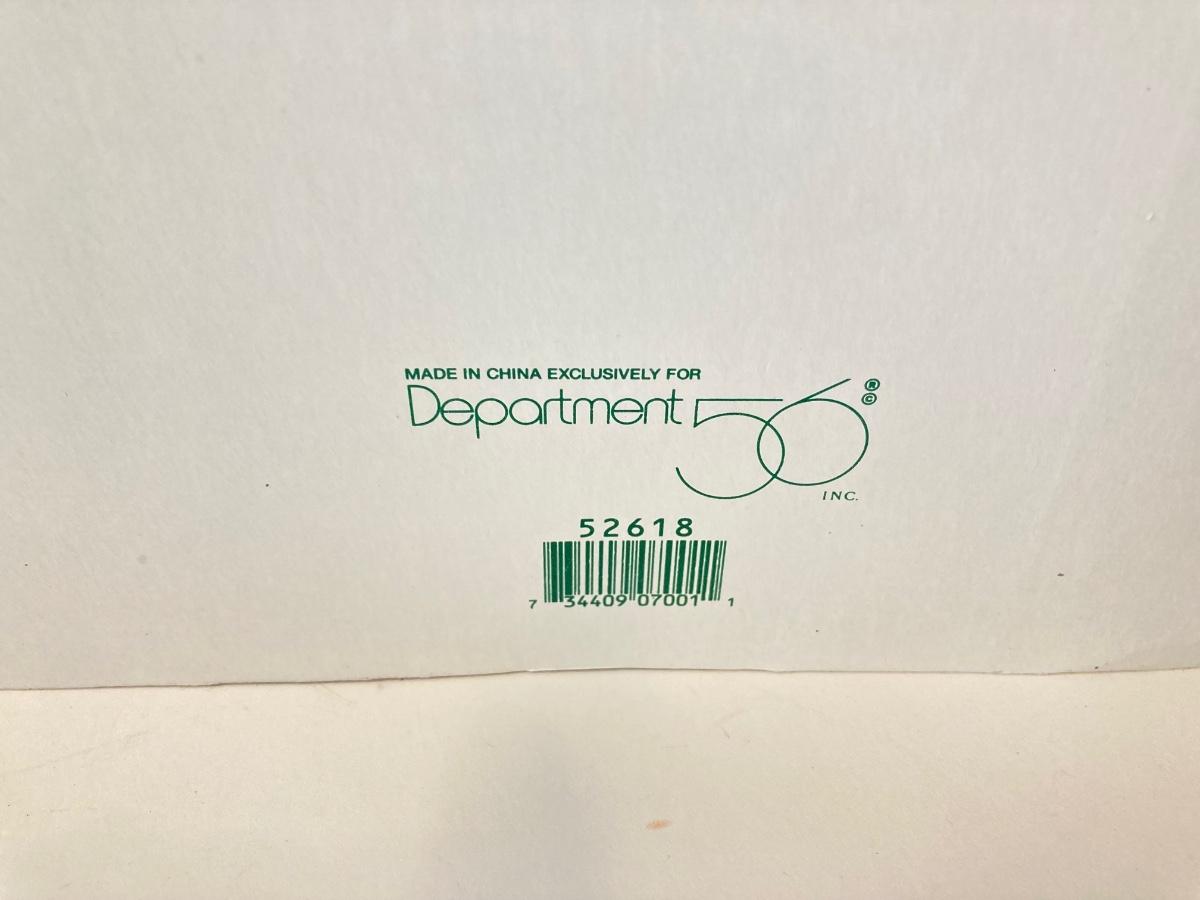 MADE IN CHINA EXCLUSIVELY FOR
Department 56 ® ©
INC.
52618
7 34409 07001 1